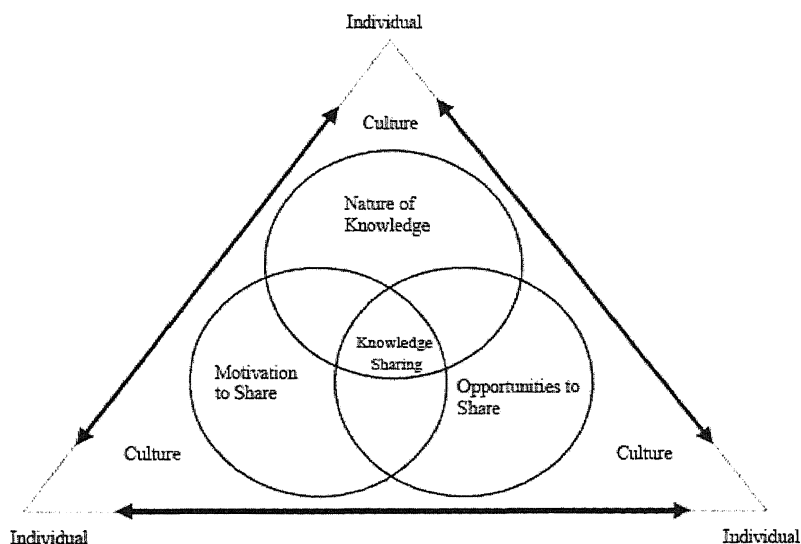 Individual
Culture
Nature of
Knowledge
Knowledge
Sharing
Motivation
to Share
Opportunities to
Share
Culture
Culture
Individual
Individual